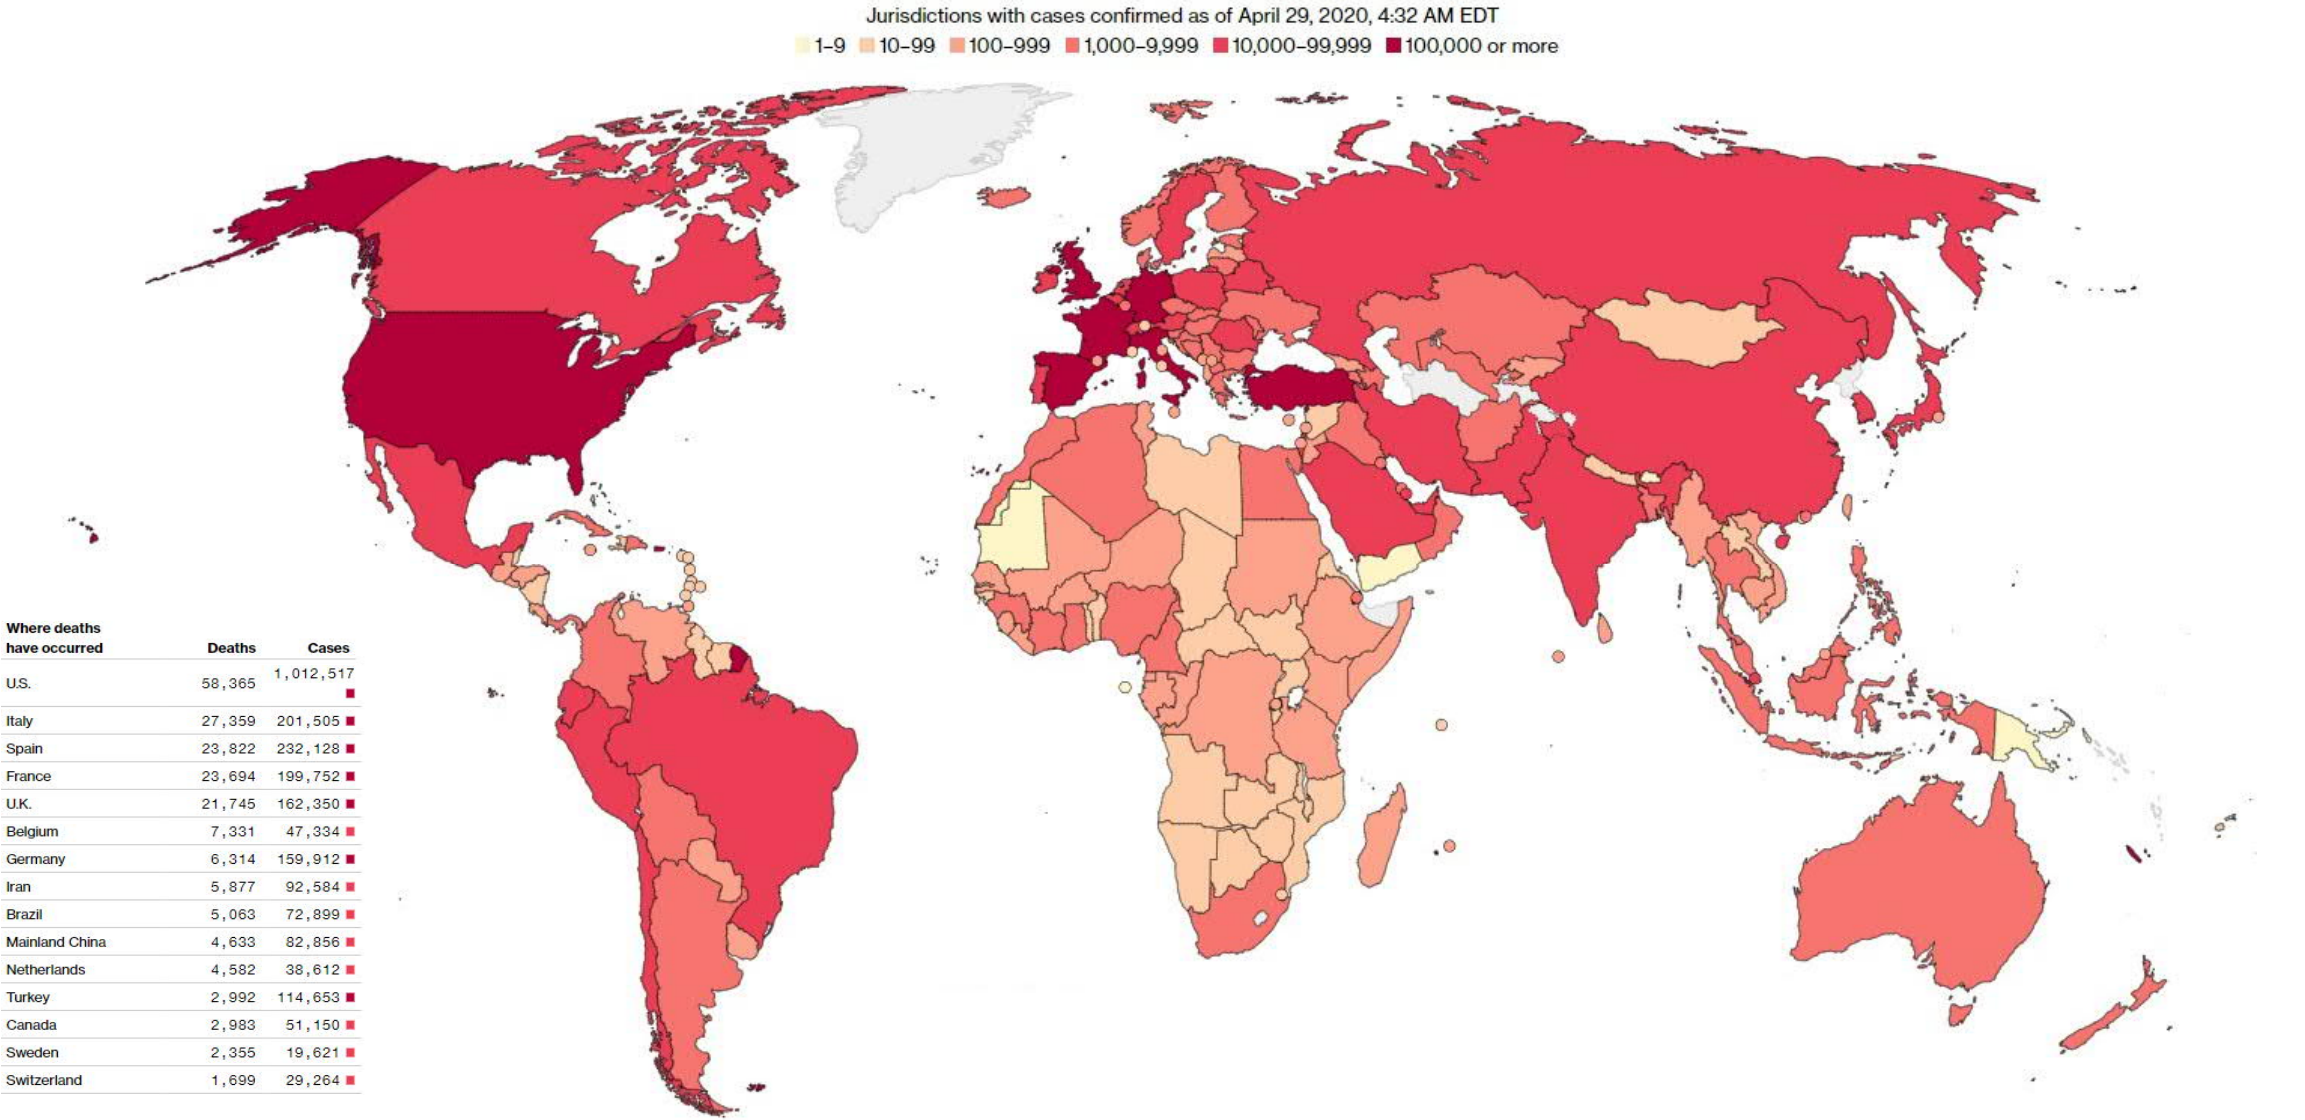 Jurisdictions with cases confirmed as of April 29, 2020, 4:32 AM EDT
1–9 10–99 100–999 1,000–9,999 10,000–99,999 100,000 or more
Where deaths
have occurred Deaths Cases
U.S. 58,365 1,012,517
Italy 27,359 201,505
Spain 23,822 232,128
France 23,694 199,752
U.K. 21,745 162,350
Belgium 7,331 47,334
Germany 6,314 159,912
Iran 5,877 92,584
Brazil 5,063 72,899
Mainland China 4,633 82,856
Netherlands 4,582 38,612
Turkey 2,992 114,653
Canada 2,983 51,150
Sweden 2,355 19,621
Switzerland 1,699 29,264